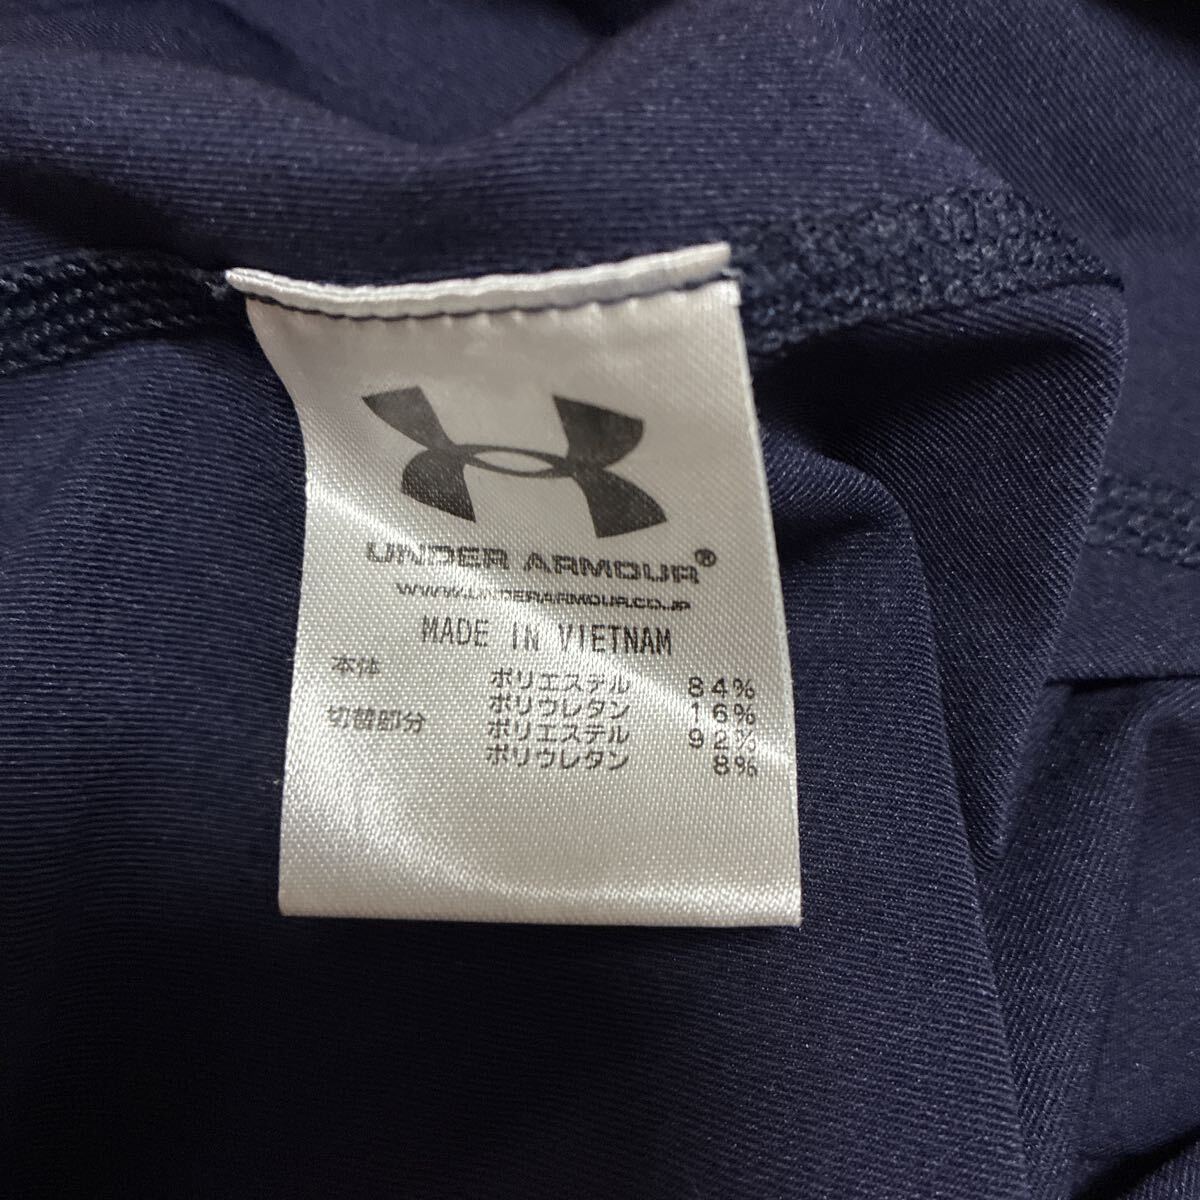 UNDER ARMOUR®
WWW.UNDERARMOUR.CO.JP
MADE IN VIETNAM
本体 ポリエステル 84%
ポリウレタン 16%
切替部分 ポリエステル 92%
ポリウレタン 8%